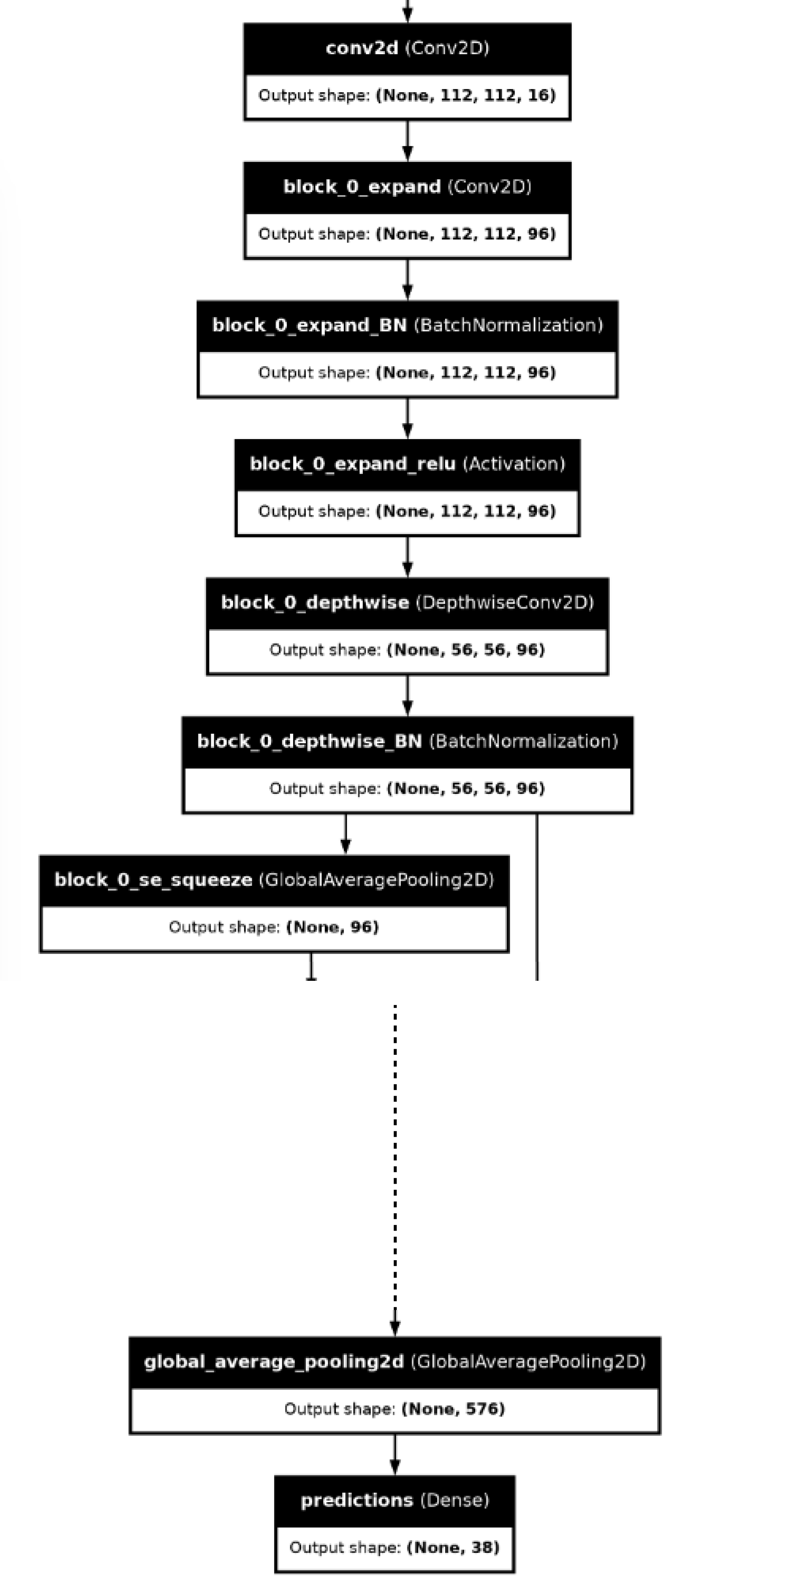 conv2d (Conv2D)
Output shape: (None, 112, 112, 16)
block_0_expand (Conv2D)
Output shape: (None, 112, 112, 96)
block_0_expand_BN (BatchNormalization)
Output shape: (None, 112, 112, 96)
block_0_expand_relu (Activation)
Output shape: (None, 112, 112, 96)
block_0_depthwise (DepthwiseConv2D)
Output shape: (None, 56, 56, 96)
block_0_depthwise_BN (BatchNormalization)
Output shape: (None, 56, 56, 96)
block_0_se_squeeze (GlobalAveragePooling2D)
Output shape: (None, 96)
global_average_pooling2d (GlobalAveragePooling2D)
Output shape: (None, 576)
predictions (Dense)
Output shape: (None, 38)